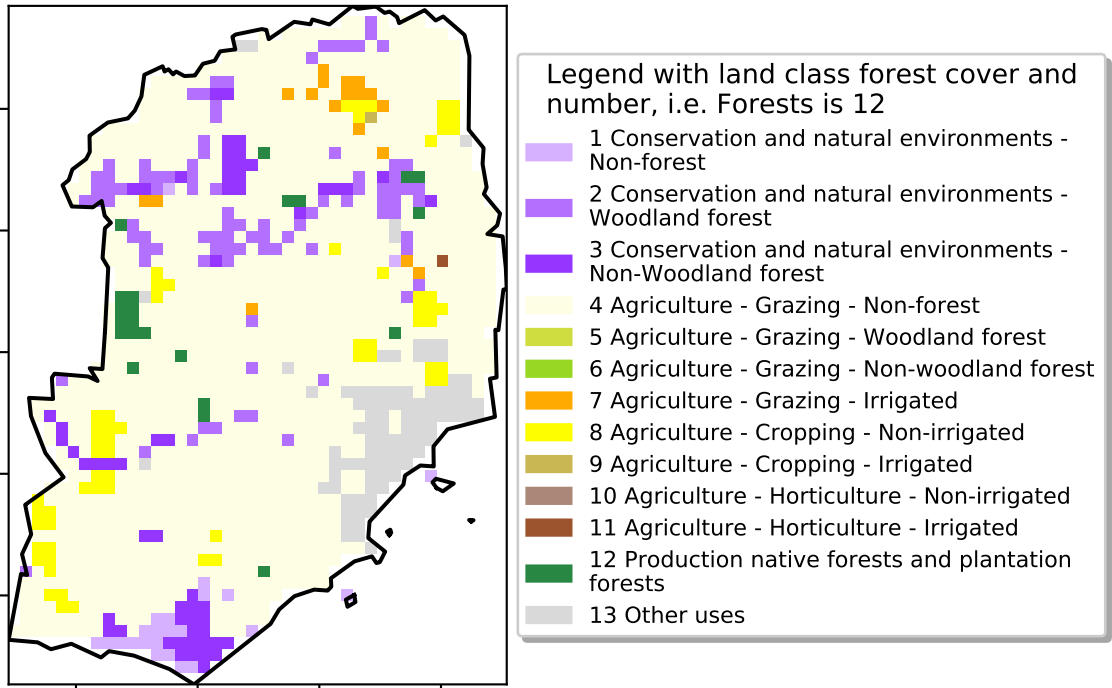 Legend with land class forest cover and
number, i.e. Forests is 12
1 Conservation and natural environments -
Non-forest
2 Conservation and natural environments -
Woodland forest
3 Conservation and natural environments -
Non-Woodland forest
4 Agriculture - Grazing - Non-forest
5 Agriculture - Grazing - Woodland forest
6 Agriculture - Grazing - Non-woodland forest
7 Agriculture - Grazing - Irrigated
8 Agriculture - Cropping - Non-irrigated
9 Agriculture - Cropping - Irrigated
10 Agriculture - Horticulture - Non-irrigated
11 Agriculture - Horticulture - Irrigated
12 Production native forests and plantation
forests
13 Other uses